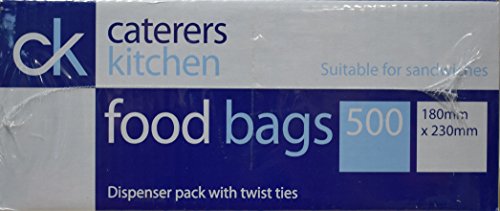 ck
caterers
kitchen
Suitable for sandwiches
food bags
500
180mm
x 230mm
Dispenser pack with twist ties